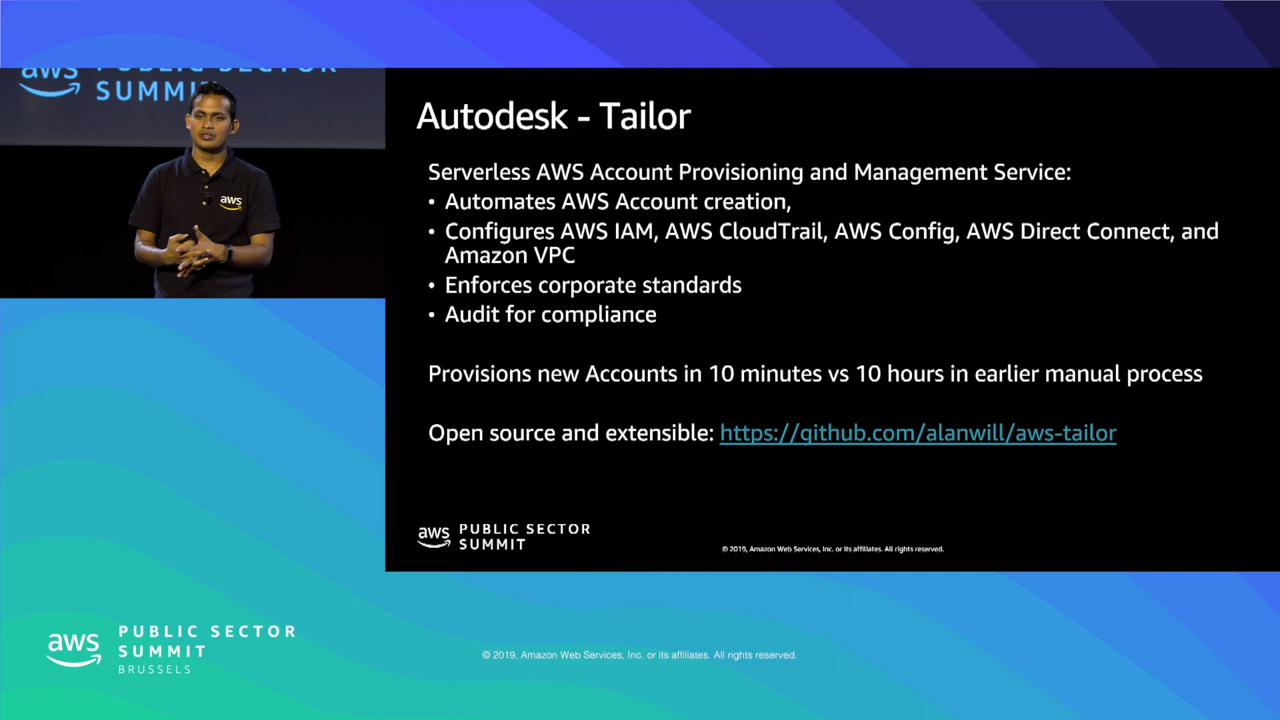 aws PUBLIC SECTOR
SUMMIT
aws
Autodesk - Tailor
Serverless AWS Account Provisioning and Management Service:
• Automates AWS Account creation,
• Configures AWS IAM, AWS CloudTrail, AWS Config, AWS Direct Connect, and
Amazon VPC
• Enforces corporate standards
• Audit for compliance
Provisions new Accounts in 10 minutes vs 10 hours in earlier manual process
Open source and extensible: https://github.com/alanwill/aws-tailor
aws PUBLIC SECTOR
SUMMIT
© 2019, Amazon Web Services, Inc. or its affiliates. All rights reserved.
aws PUBLIC SECTOR
SUMMIT
BRUSSELS
© 2019, Amazon Web Services, Inc. or its affiliates. All rights reserved.